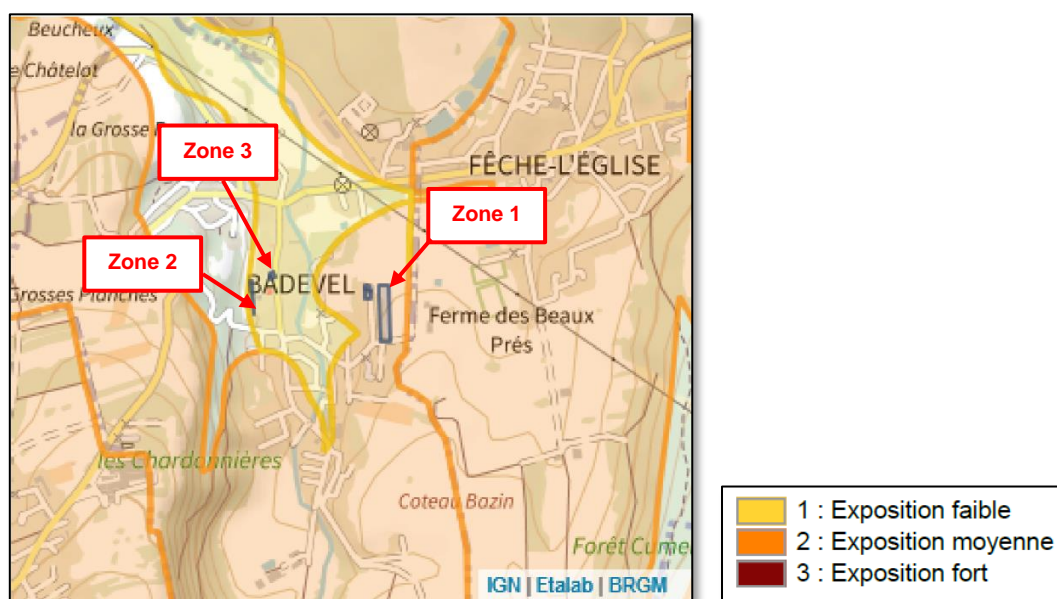 Beucheux
Châtelot
la Grosse
Zone 3
FÊCHE-L'ÉGLISE
Zone 1
Zone 2
BADEVEL
Grosses Planches
Ferme des Beaux
Prés
les Chardonnières
Coteau Bazin
Forêt
IGN | Etalab | BRGM
1 : Exposition faible
2 : Exposition moyenne
3 : Exposition fort